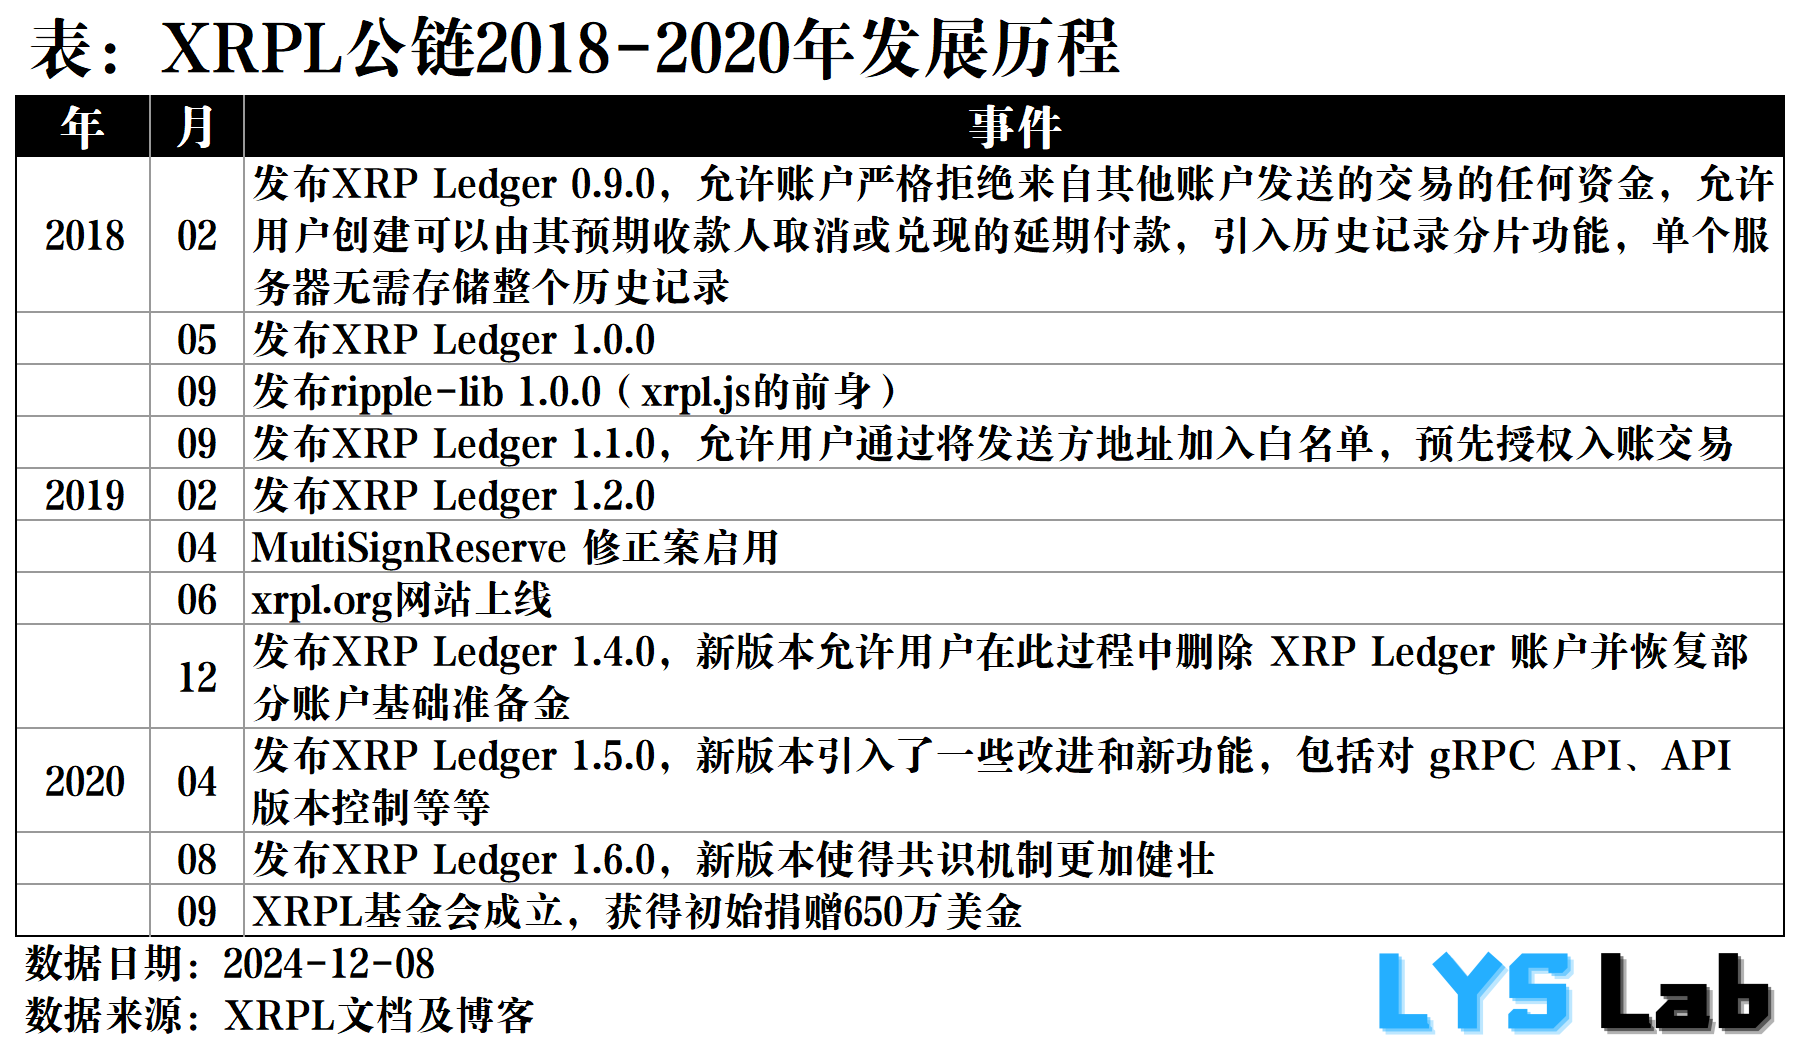 表：XRPL公链2018-2020年发展历程
年 月 事件
2018 02 发布XRP Ledger 0.9.0，允许账户严格拒绝来自其他账户发送的交易的任何资金，允许
用户创建可以由其预期收款人取消或兑现的延期付款，引入历史记录分片功能，单个服
务器无需存储整个历史记录
05 发布XRP Ledger 1.0.0
09 发布ripple-lib 1.0.0（xrpl.js的前身）
09 发布XRP Ledger 1.1.0，允许用户通过将发送方地址加入白名单，预先授权入账交易
2019 02 发布XRP Ledger 1.2.0
04 MultiSignReserve 修正案启用
06 xrpl.org网站上线
12 发布XRP Ledger 1.4.0，新版本允许用户在此过程中删除 XRP Ledger 账户并恢复部
分账户基础准备金
2020 04 发布XRP Ledger 1.5.0，新版本引入了一些改进和新功能，包括对 gRPC API、API
版本控制等等
08 发布XRP Ledger 1.6.0，新版本使得共识机制更加健壮
09 XRPL基金会成立，获得初始捐赠650万美金
数据日期：2024-12-08
数据来源：XRPL文档及博客
LYS Lab